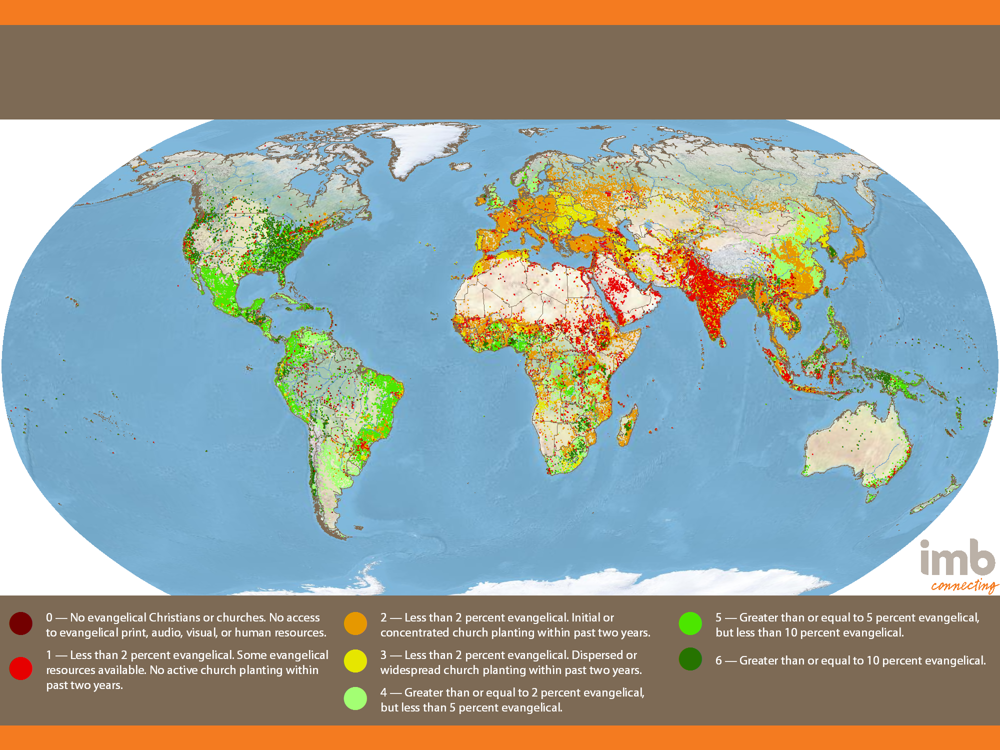 imb
connecting
0 — No evangelical Christians or churches. No access
to evangelical print, audio, visual, or human resources.
1 — Less than 2 percent evangelical. Some evangelical
resources available. No active church planting within
past two years.
2 — Less than 2 percent evangelical. Initial or
concentrated church planting within past two years.
3 — Less than 2 percent evangelical. Dispersed or
widespread church planting within past two years.
4 — Greater than or equal to 2 percent evangelical,
but less than 5 percent evangelical.
5 — Greater than or equal to 5 percent evangelical,
but less than 10 percent evangelical.
6 — Greater than or equal to 10 percent evangelical.